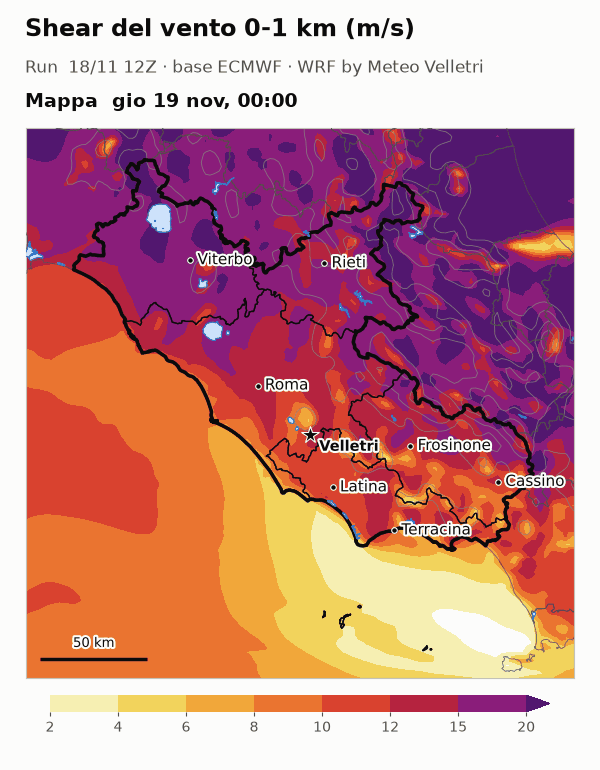 Shear del vento 0-1 km (m/s)
Run  18/11 12Z · base ECMWF · WRF by Meteo Velletri
Mappa  gio 19 nov, 00:00
Viterbo
Rieti
Roma
Velletri
Frosinone
Latina
Cassino
Terracina
50 km
2 4 6 8 10 12 15 20